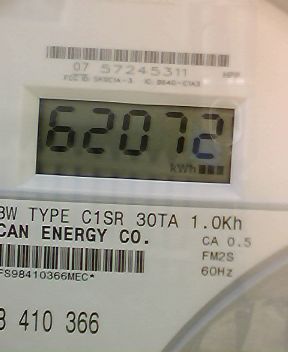 07 57245311
62072
kWh
3W TYPE C1SR 30TA 1.0Kh
CAN ENERGY CO.
CA 0.5
FM2S
FS98410366MEC*
60Hz
410 366